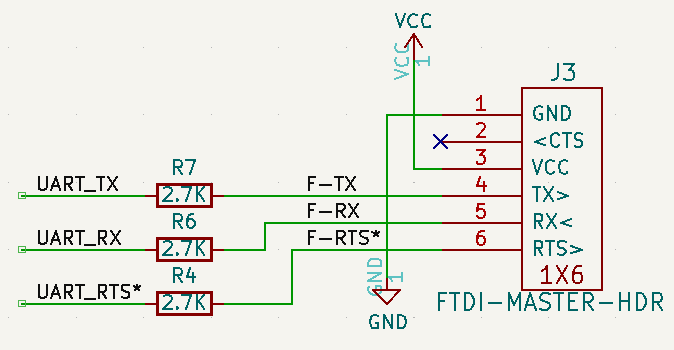 VCC
VCC
1
J3
1
GND
2
<CTS
3
VCC
R7
UART_TX
2.7K
F-TX
4
TX>
R6
F-RX
5
RX<
UART_RX
2.7K
F-RTS*
6
RTS>
R4
GND
1
1X6
UART_RTS*
2.7K
FTDI-MASTER-HDR
GND